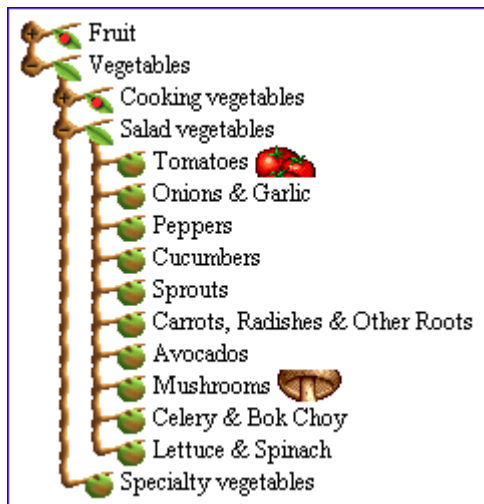 Fruit
Vegetables
Cooking vegetables
Salad vegetables
Tomatoes
Onions & Garlic
Peppers
Cucumbers
Sprouts
Carrots, Radishes & Other Roots
Avocados
Mushrooms
Celery & Bok Choy
Lettuce & Spinach
Specialty vegetables